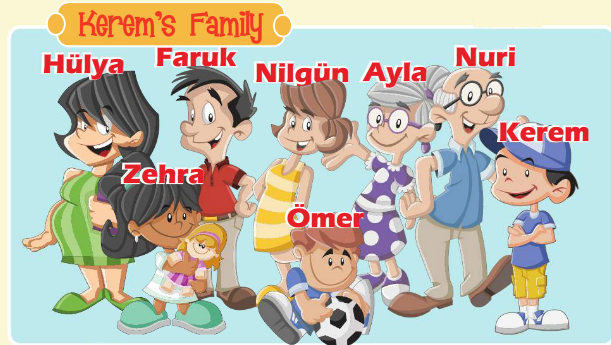 Kerem's Family
Hülya
Faruk
Nilgün
Ayla
Nuri
Kerem
Zehra
Ömer